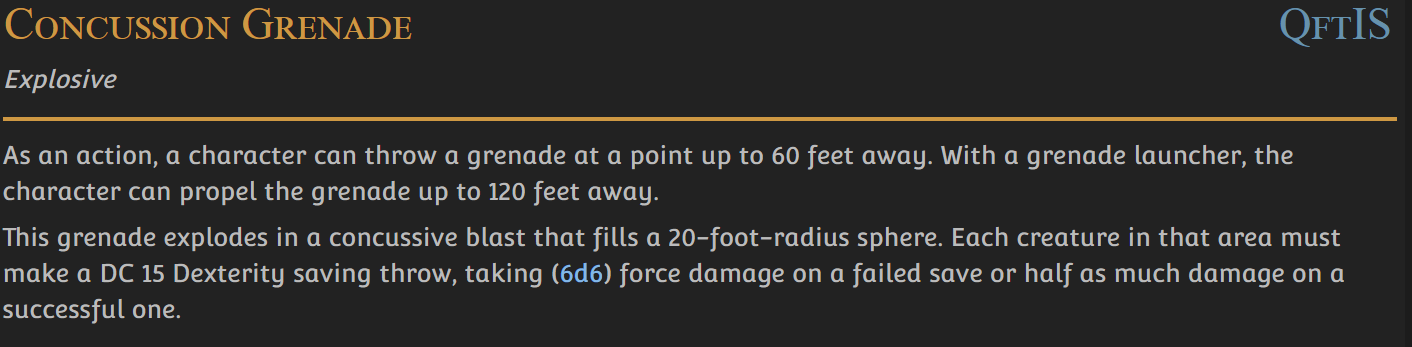 Concussion Grenade QftIS
Explosive
As an action, a character can throw a grenade at a point up to 60 feet away. With a grenade launcher, the
character can propel the grenade up to 120 feet away.
This grenade explodes in a concussive blast that fills a 20-foot-radius sphere. Each creature in that area must
make a DC 15 Dexterity saving throw, taking (6d6) force damage on a failed save or half as much damage on a
successful one.